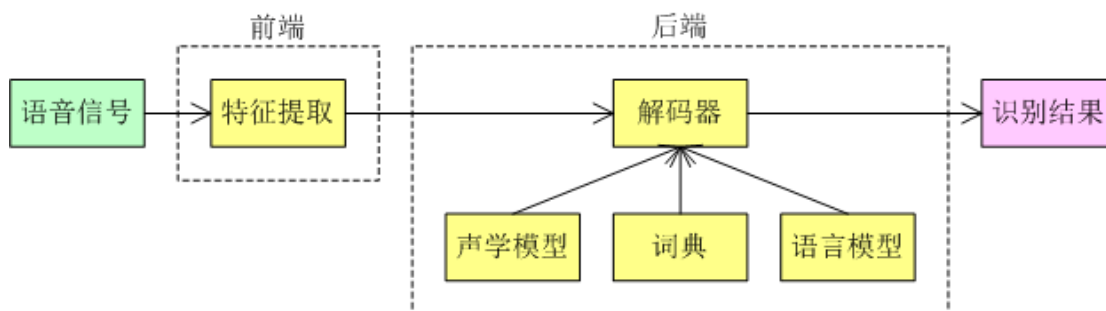 前端
后端
语音信号
特征提取
解码器
识别结果
声学模型
词典
语言模型